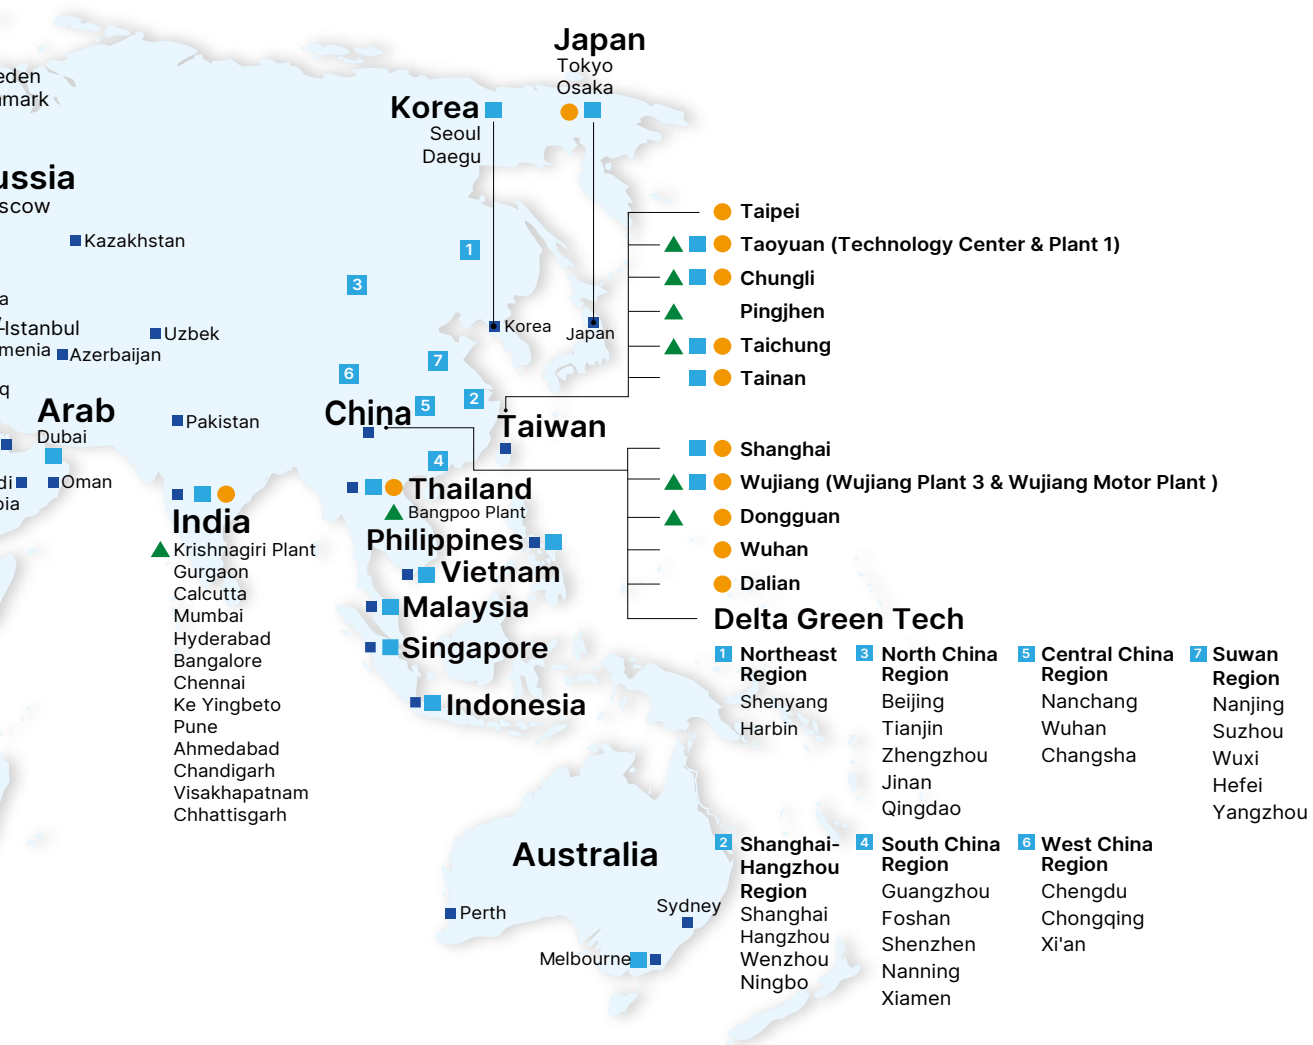 Japan
Tokyo
Osaka
Korea
Seoul
Daegu
eden
mark
ussia
scow
Kazakhstan
1
3
Istanbul
menia
Azerbaijan
Uzbek
Korea
Japan
7
6
5
2
4
Arab
Dubai
Oman
di
bia
Pakistan
China
Taiwan
Thailand
Bangpoo Plant
India
Krishnagiri Plant
Gurgaon
Calcutta
Mumbai
Hyderabad
Bangalore
Chennai
Ke Yingbeto
Pune
Ahmedabad
Chandigarh
Visakhapatnam
Chhattisgarh
Philippines
Vietnam
Malaysia
Singapore
Indonesia
Australia
Perth
Sydney
Melbourne
Taipei
Taoyuan (Technology Center & Plant 1)
Chungli
Pingjhen
Taichung
Tainan
Shanghai
Wujiang (Wujiang Plant 3 & Wujiang Motor Plant )
Dongguan
Wuhan
Dalian
Delta Green Tech
1 Northeast
Region
Shenyang
Harbin
3 North China
Region
Beijing
Tianjin
Zhengzhou
Jinan
Qingdao
5 Central China
Region
Nanchang
Wuhan
Changsha
7 Suwan
Region
Nanjing
Suzhou
Wuxi
Hefei
Yangzhou
2 Shanghai-
Hangzhou
Region
Shanghai
Hangzhou
Wenzhou
Ningbo
4 South China
Region
Guangzhou
Foshan
Shenzhen
Nanning
Xiamen
6 West China
Region
Chengdu
Chongqing
Xi'an